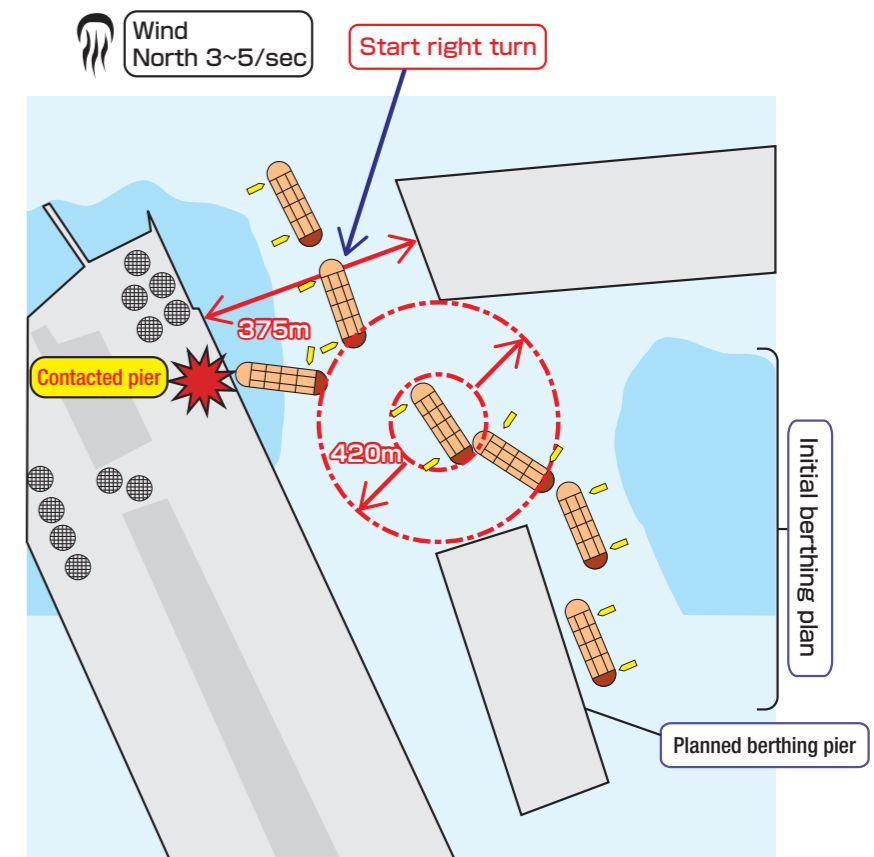 Wind
North 3~5/sec
Start right turn
375m
Contacted pier
420m
Initial berthing plan
Planned berthing pier